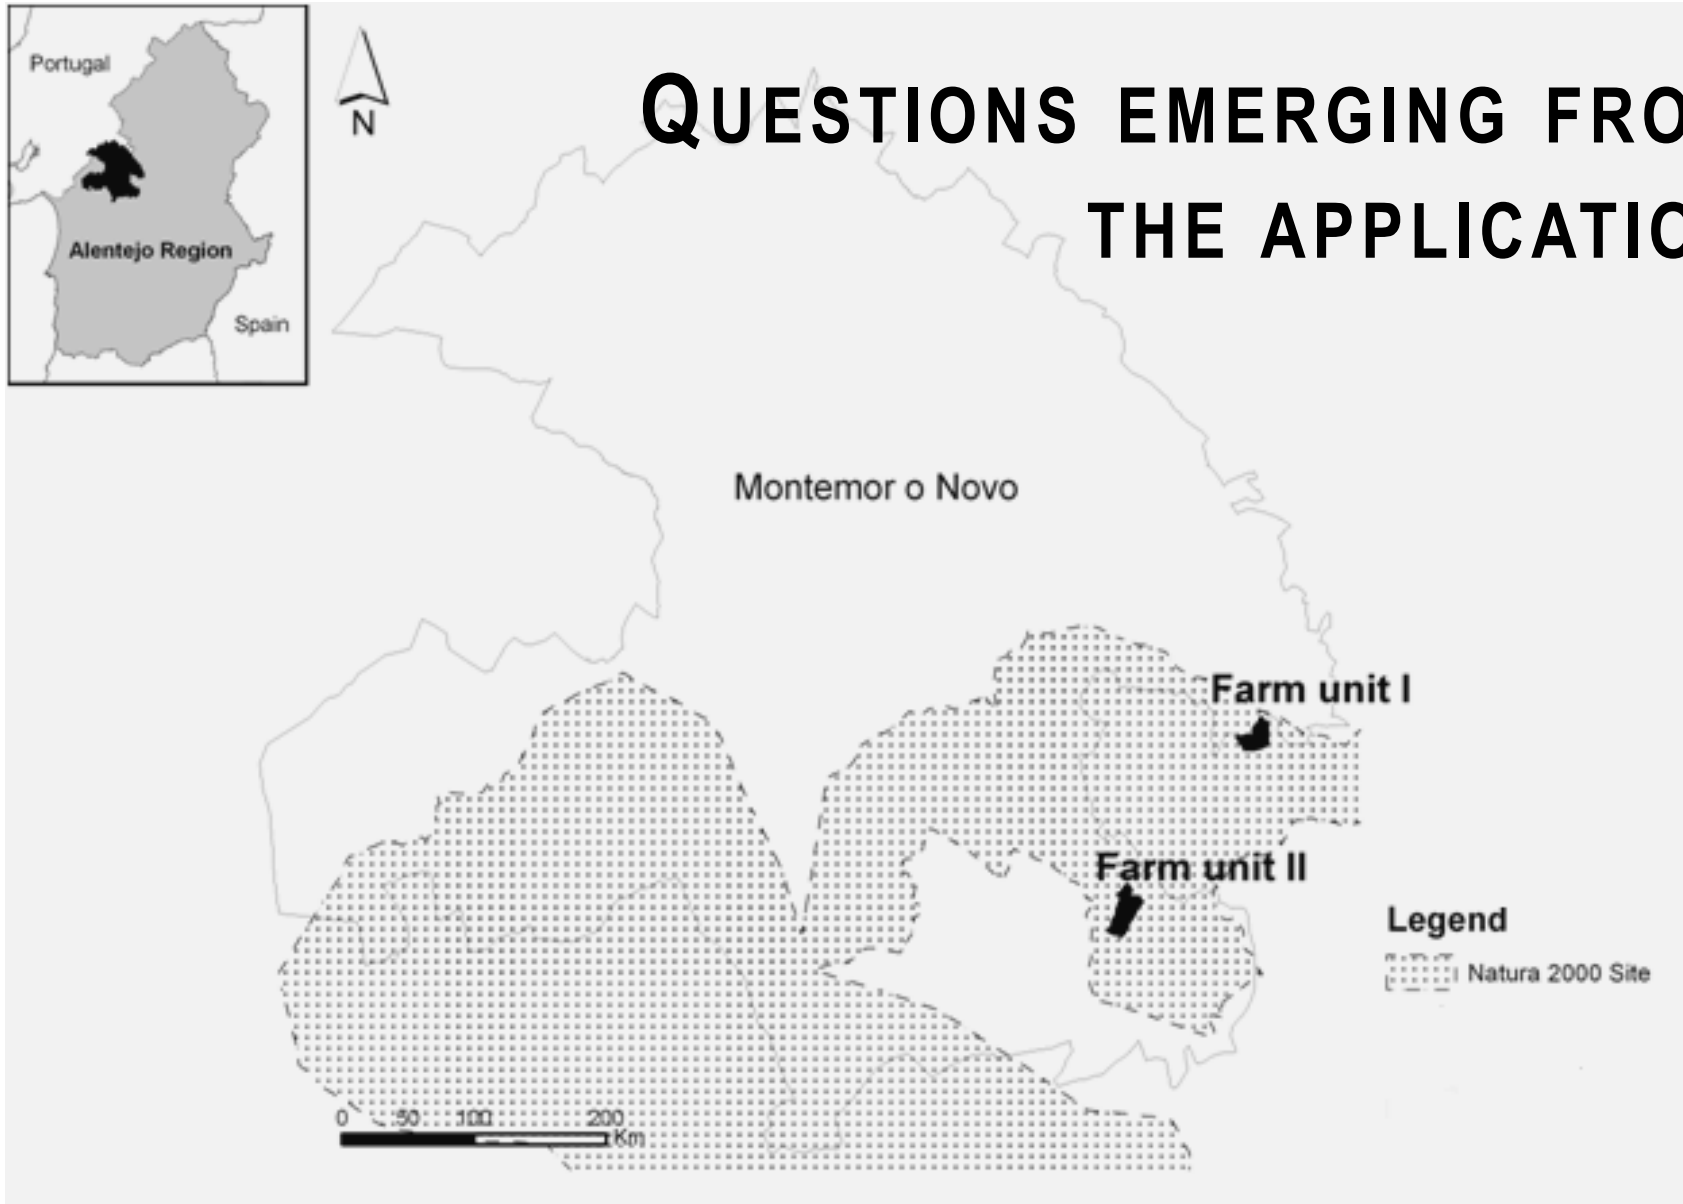 Portugal
N
QUESTIONS EMERGING FRO
THE APPLICATIO
Alentejo Region
Spain
Montemor o Novo
Farm unit I
Farm unit II
Legend
Natura 2000 Site
0 50 100 200
Km